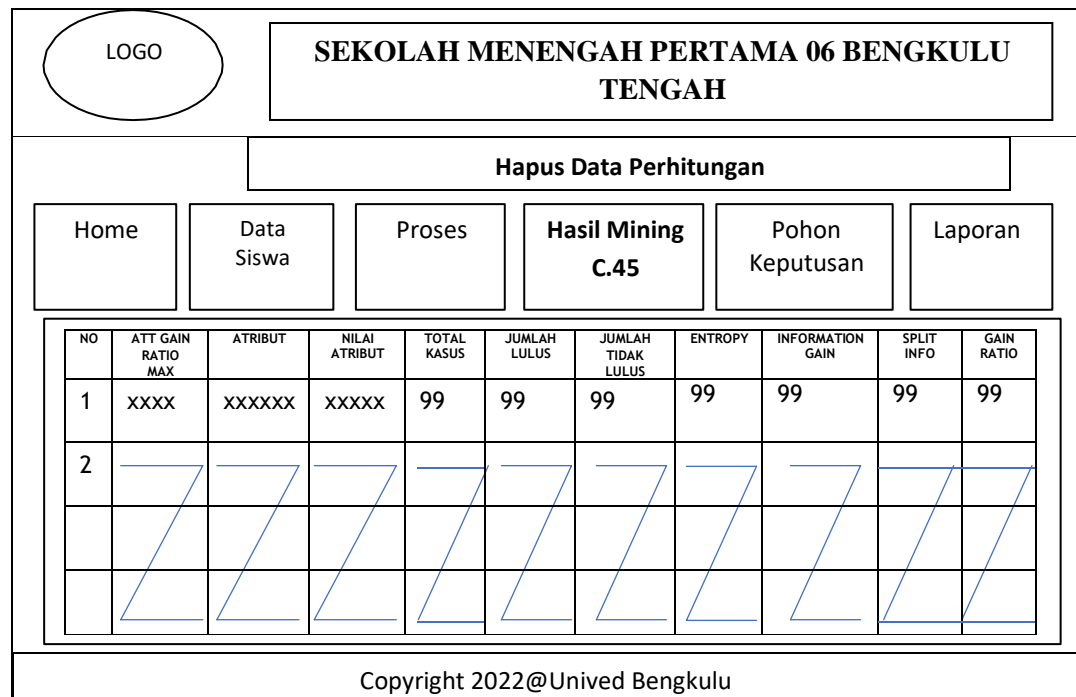 LOGO
SEKOLAH MENENGAH PERTAMA 06 BENGKULU
TENGAH
Hapus Data Perhitungan
Home
Data
Siswa
Proses
Hasil Mining
C.45
Pohon
Keputusan
Laporan
NO
ATT GAIN
RATIO
MAX
ATRIBUT
NILAI
ATRIBUT
TOTAL
KASUS
JUMLAH
LULUS
JUMLAH
TIDAK
LULUS
ENTROPY
INFORMATION
GAIN
SPLIT
INFO
GAIN
RATIO
1 XXXX XXXXXX XXXXX 99 99 99 99 99 99 99
2
Copyright 2022@Unived Bengkulu